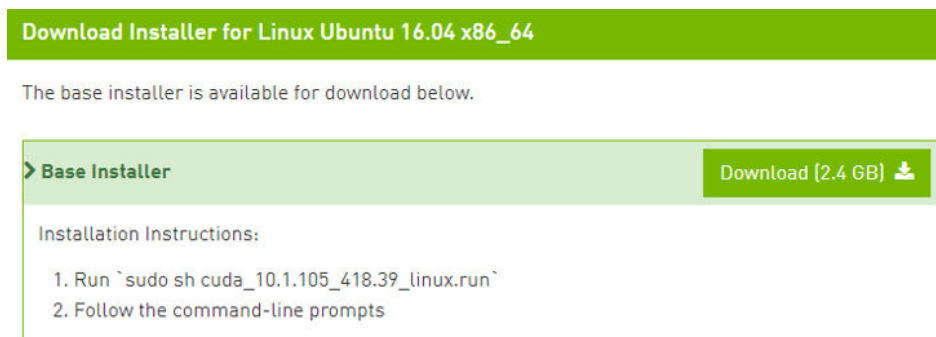 Download Installer for Linux Ubuntu 16.04 x86_64
The base installer is available for download below.
Base Installer
Download (2.4 GB)
Installation Instructions:
1. Run `sudo sh cuda_10.1.105_418.39_linux.run`
2. Follow the command-line prompts